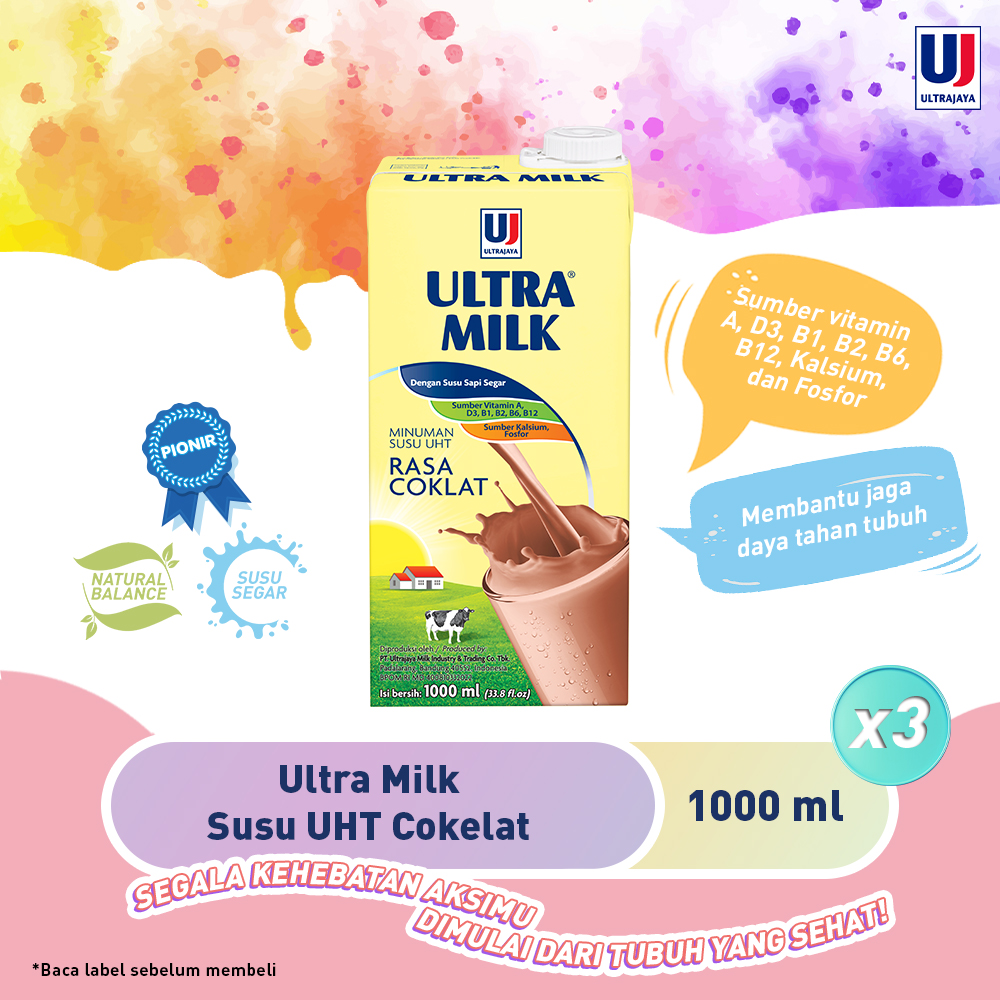 UJ
ULTRAJAYA
ULTRA MILK
UJ
ULTRAJAYA
ULTRA®
MILK
Dengan Susu Sapi Segar
Sumber Vitamin A,
D3, B1, B2, B6, B12
Sumber Kalsium,
Fosfor
MINUMAN
SUSU UHT
RASA
COKLAT
Diproduksi oleh / Produced by
PT Ultrajaya Milk Industry & Trading Co. Tbk.
Padalarang, Bandung 40552, Indonesia
Isi bersih: 1000 ml (33.8 fl.oz)
Sumber vitamin
A, D3, B1, B2, B6,
B12, Kalsium,
dan Fosfor
Membantu jaga
daya tahan tubuh
PIONIR
NATURAL
BALANCE
SUSU
SEGAR
x3
Ultra Milk
Susu UHT Cokelat
1000 ml
SEGALA KEHEBATAN AKSIMU
DIMULAI DARI TUBUH YANG SEHAT!
*Baca label sebelum membeli